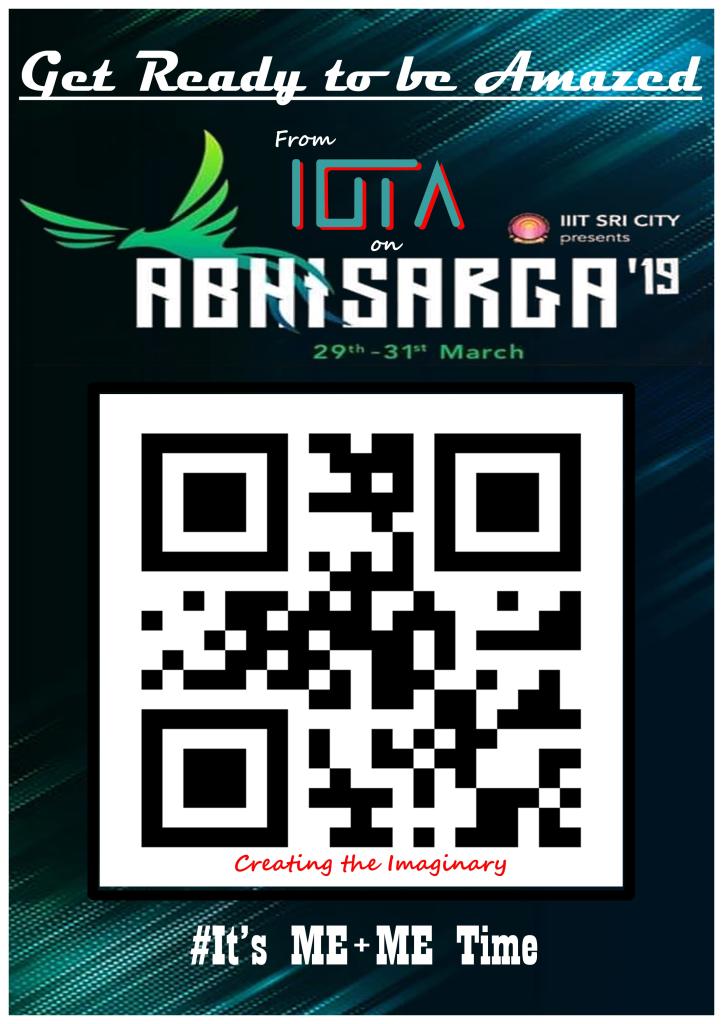 Get Ready to be Amazed
From
IOTA
on
IIIT SRI CITY
presents
ABHISARGA'19
29th-31st March
Creating the Imaginary
#It's ME+ME Time